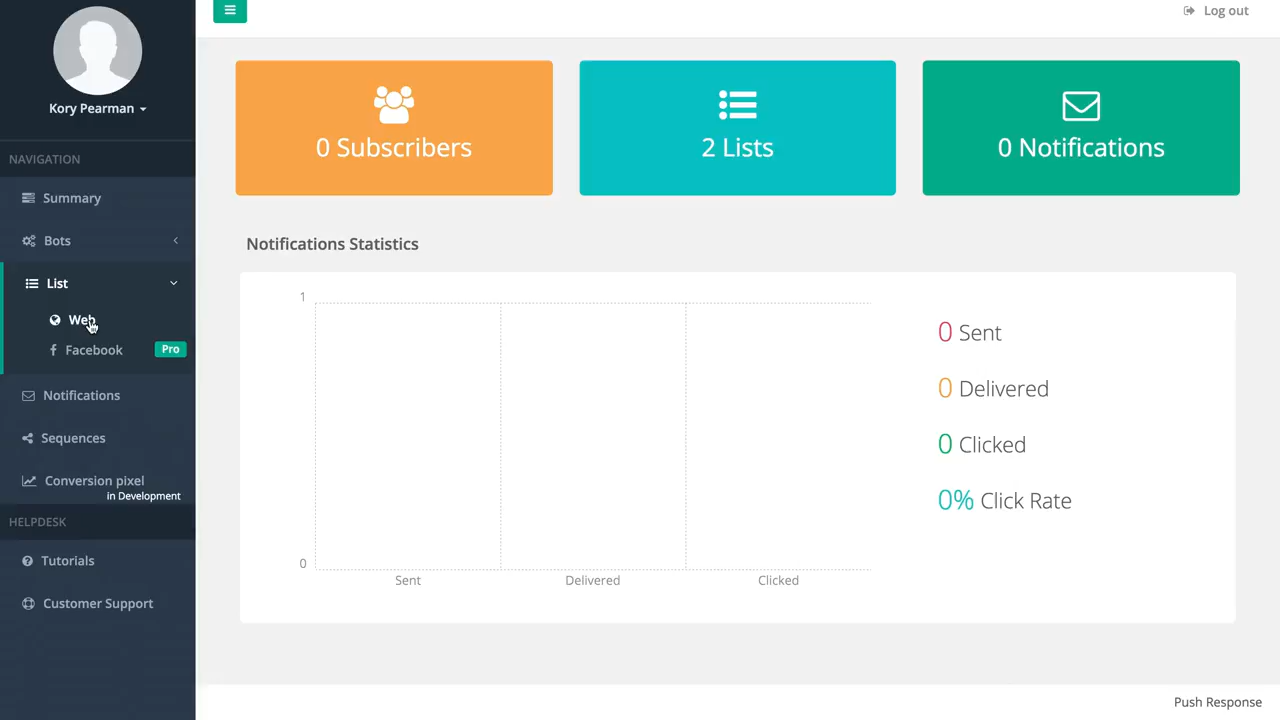 Log out
Kory Pearman
NAVIGATION
Summary
Bots
List
Web
Facebook Pro
Notifications
Sequences
Conversion pixel
in Development
HELPDESK
Tutorials
Customer Support
0 Subscribers
2 Lists
0 Notifications
Notifications Statistics
1
0
Sent Delivered Clicked
0 Sent
0 Delivered
0 Clicked
0% Click Rate
Push Response